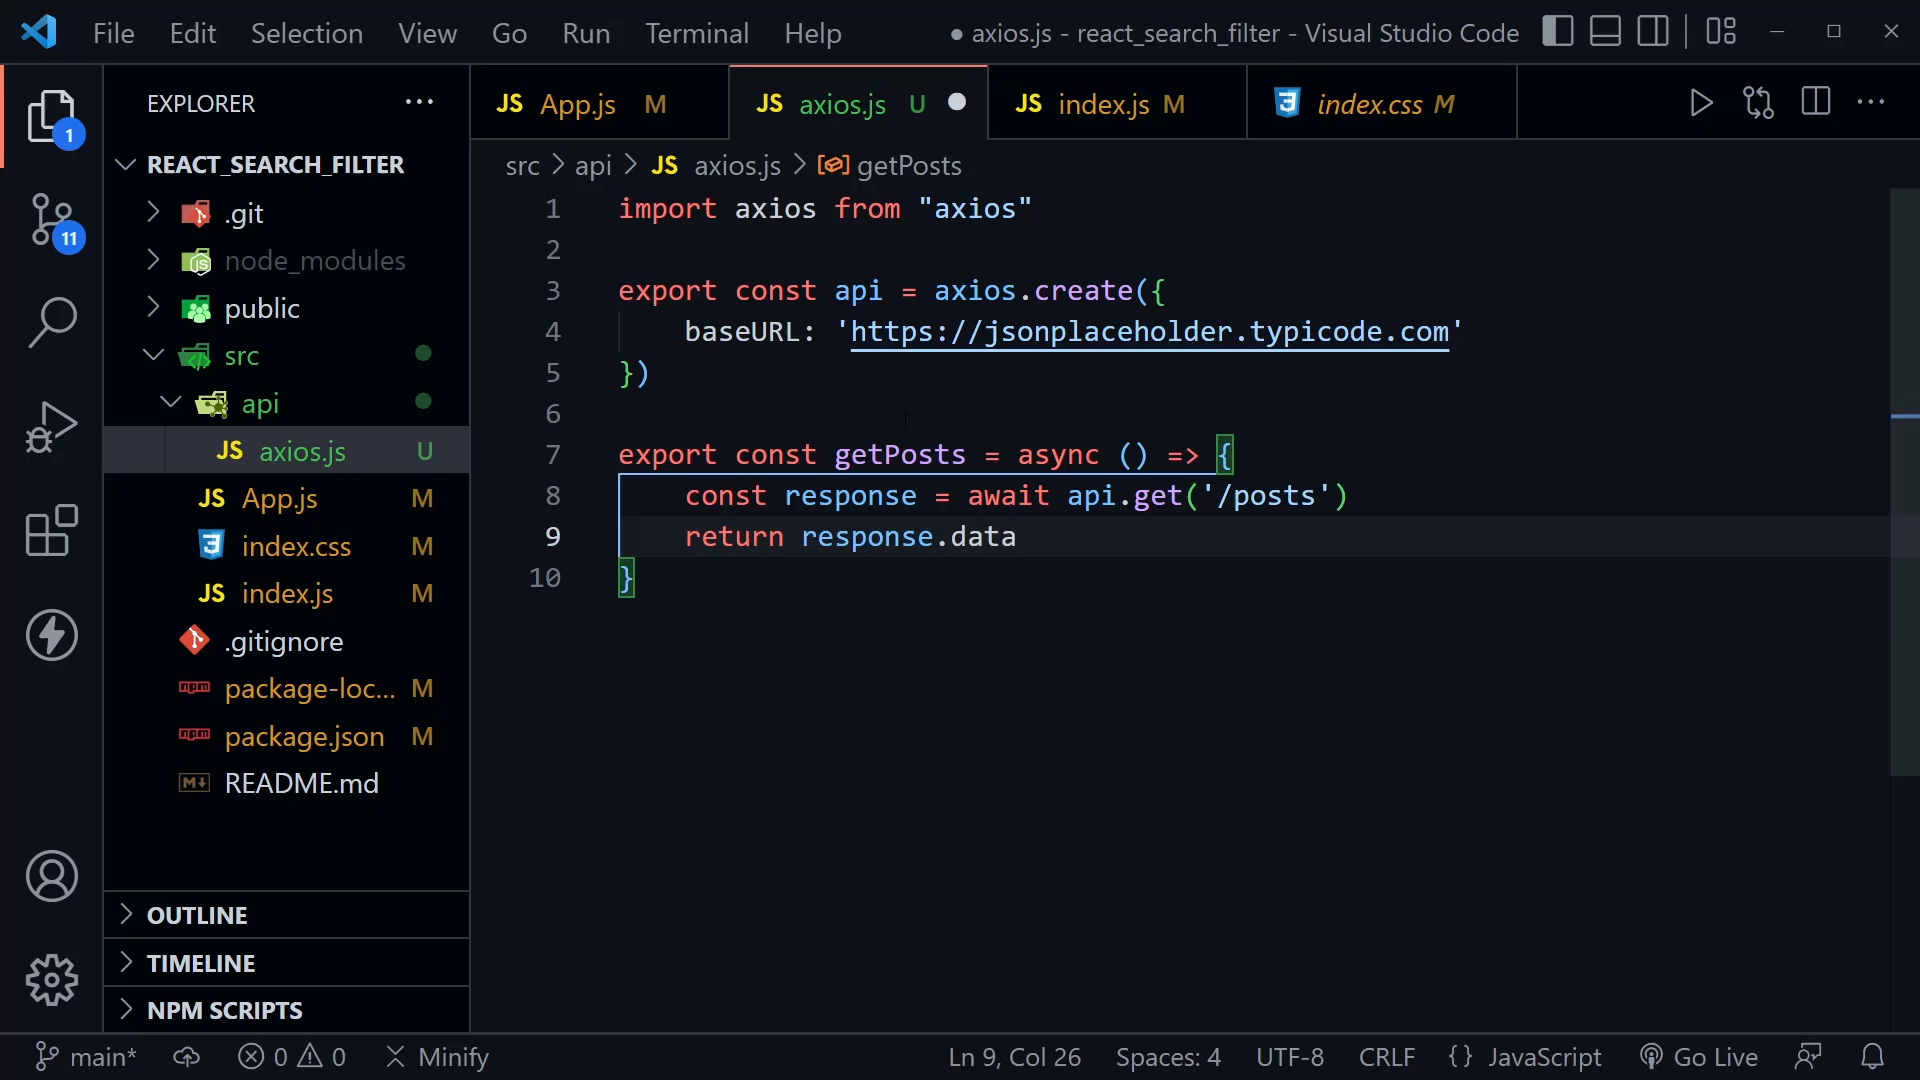 File Edit Selection View Go Run Terminal Help ● axios.js - react_search_filter - Visual Studio Code
EXPLORER ···
JS App.js M JS axios.js U JS index.js M index.css M ···
1
11
REACT_SEARCH_FILTER
.git
node_modules
public
src
api
JS axios.js U
JS App.js M
index.css M
JS index.js M
.gitignore
package-loc... M
package.json M
README.md
OUTLINE
TIMELINE
NPM SCRIPTS
src > api > JS axios.js > getPosts
1 import axios from "axios"
2
3 export const api = axios.create({
4 baseURL: 'https://jsonplaceholder.typicode.com'
5 })
6
7 export const getPosts = async () => {
8 const response = await api.get('/posts')
9 return response.data
10 }
main* 0 0 Minify Ln 9, Col 26 Spaces: 4 UTF-8 CRLF {} JavaScript Go Live